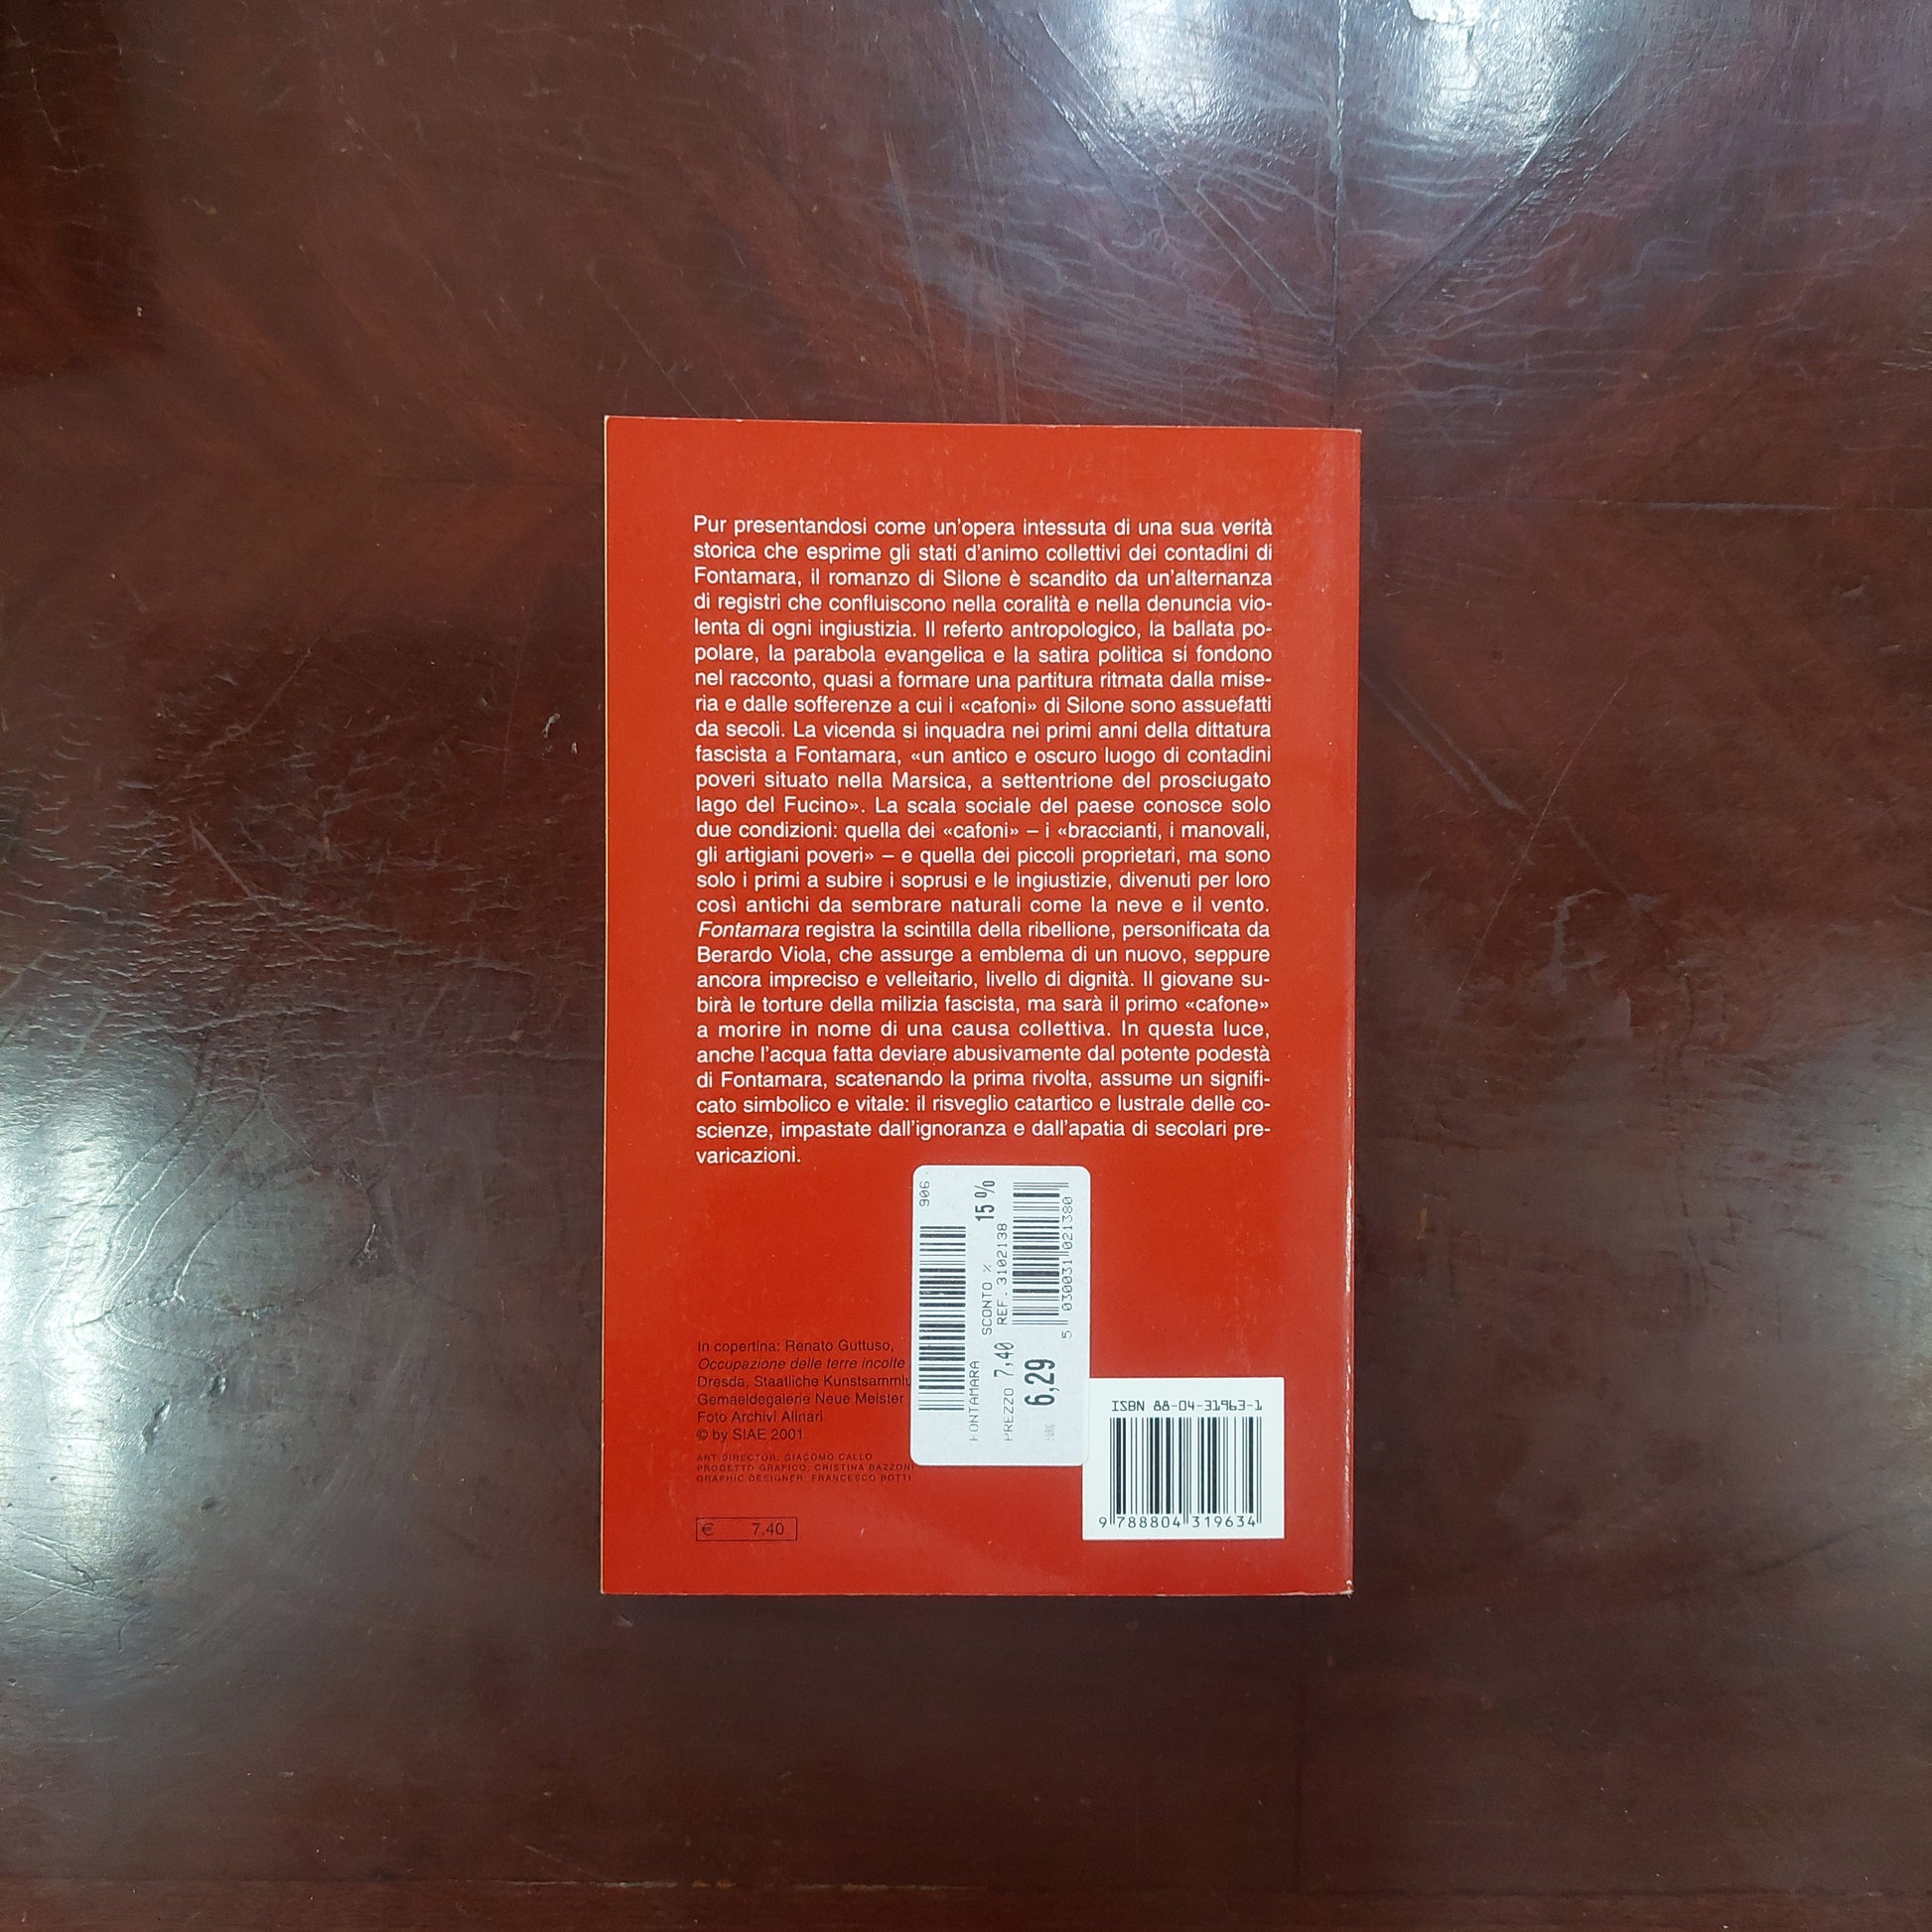 Pur presentandosi come un'opera intessuta di una sua verità
storica che esprime gli stati d'animo collettivi dei contadini di
Fontamara, il romanzo di Silone è scandito da un'alternanza
di registri che confluiscono nella coralità e nella denuncia vio-
lenta di ogni ingiustizia. Il referto antropologico, la ballata po-
polare, la parabola evangelica e la satira politica si fondono
nel racconto, quasi a formare una partitura ritmata dalla mise-
ria e dalle sofferenze a cui i «cafoni» di Silone sono assuefatti
da secoli. La vicenda si inquadra nei primi anni della dittatura
fascista a Fontamara, «un antico e oscuro luogo di contadini
poveri situato nella Marsica, a settentrione del prosciugato
lago del Fucino». La scala sociale del paese conosce solo
due condizioni: quella dei «cafoni» – i «braccianti, i manovali,
gli artigiani poveri» – e quella dei piccoli proprietari, ma sono
solo i primi a subire i soprusi e le ingiustizie, divenuti per loro
così antichi da sembrare naturali come la neve e il vento.
Fontamara registra la scintilla della ribellione, personificata da
Berardo Viola, che assurge a emblema di un nuovo, seppure
ancora impreciso e velleitario, livello di dignità. Il giovane su-
birà le torture della milizia fascista, ma sarà il primo «cafone»
a morire in nome di una causa collettiva. In questa luce,
anche l'acqua fatta deviare abusivamente dal potente podestà
di Fontamara, scatenando la prima rivolta, assume un signifi-
cato simbolico e vitale: il risveglio catartico e lustrale delle co-
scienze, impastate dall'ignoranza e dall'apatia di secolari pre-
varicazioni.
906
FONTAMARA
SCONTO % 15 %
PREZZO 7,40 REF. 3102138
6,29
5 030031 021380
In copertina: Renato Guttuso,
Occupazione delle terre incolte
Dresda, Staatliche Kunstsammlu
Gemaeldegalerie Neue Meister
Foto Archivi Alinari
© by SIAE 2001
ART DIRECTOR: GIACOMO CALLO
PROGETTO GRAFICO: CRISTINA BAZZONI
GRAPHIC DESIGNER: FRANCESCO BOTTI
€ 7,40
ISBN 88-04-31963-1
9 788804 319634